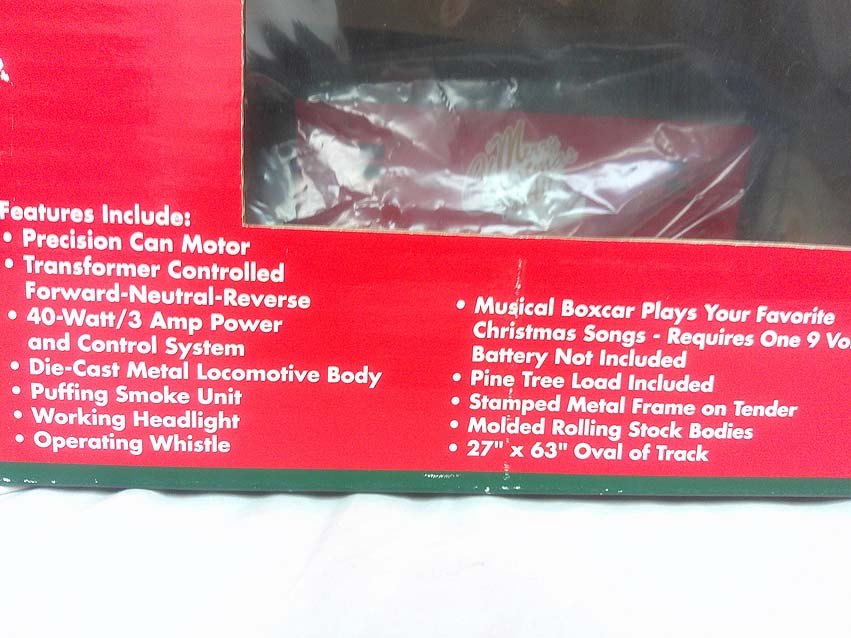 Merry
Features Include:
• Precision Can Motor
• Transformer Controlled
Forward-Neutral-Reverse
• 40-Watt/3 Amp Power
and Control System
• Die-Cast Metal Locomotive Body
• Puffing Smoke Unit
• Working Headlight
• Operating Whistle
• Musical Boxcar Plays Your Favorite
Christmas Songs - Requires One 9 Vo
Battery Not Included
• Pine Tree Load Included
• Stamped Metal Frame on Tender
• Molded Rolling Stock Bodies
• 27" x 63" Oval of Track